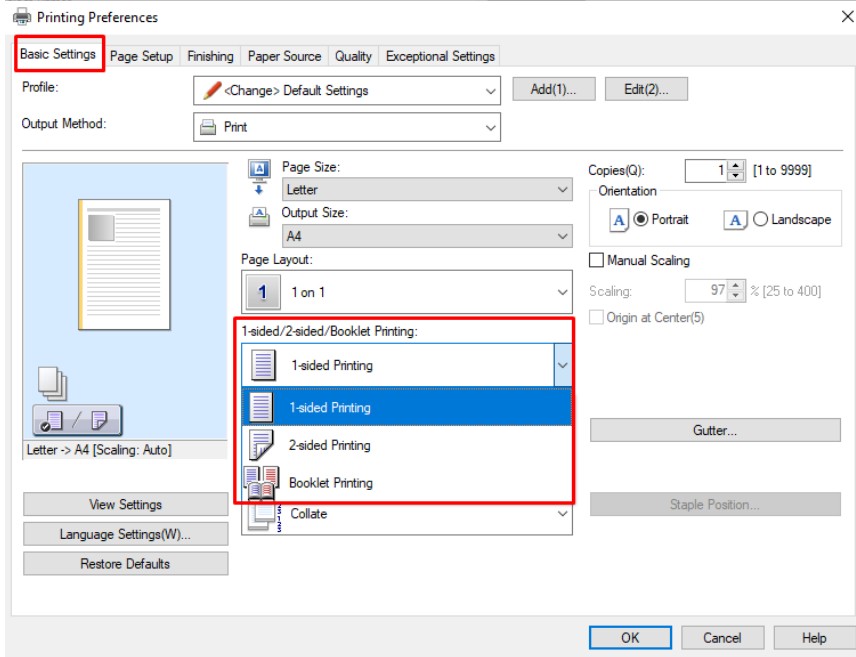 Printing Preferences
Basic Settings Page Setup Finishing Paper Source Quality Exceptional Settings
Profile: <Change> Default Settings Add(1)... Edit(2)...
Output Method: Print
Page Size:
Letter
Output Size:
A4
Page Layout:
1 1 on 1
1-sided/2-sided/Booklet Printing:
1-sided Printing
1-sided Printing
2-sided Printing
Booklet Printing
Collate
Copies(Q): 1 [1 to 9999]
Orientation
A Portrait A Landscape
Manual Scaling
Scaling: 97 % [25 to 400]
Origin at Center(5)
Gutter...
Staple Position...
Letter -> A4 [Scaling: Auto]
View Settings
Language Settings(W)...
Restore Defaults
OK Cancel Help